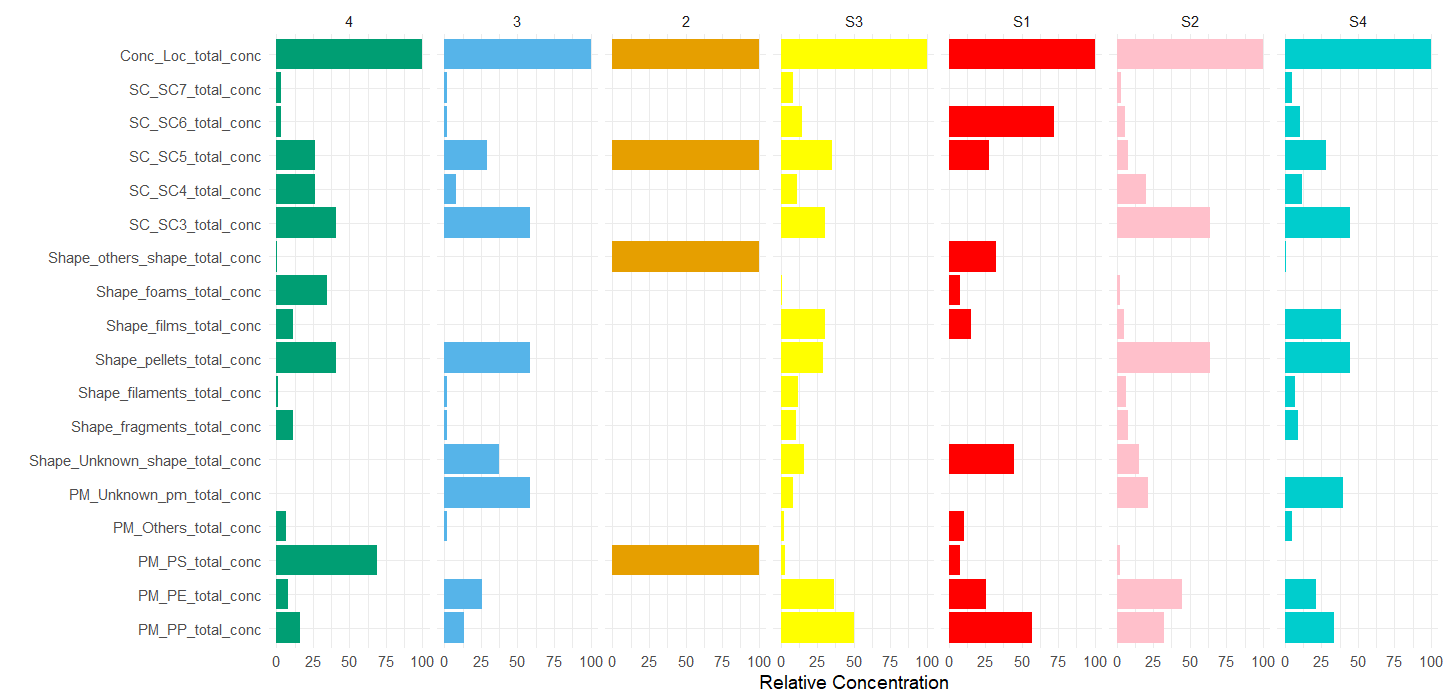 4 3 2 S3 S1 S2 S4
Conc_Loc_total_conc
SC_SC7_total_conc
SC_SC6_total_conc
SC_SC5_total_conc
SC_SC4_total_conc
SC_SC3_total_conc
Shape_others_shape_total_conc
Shape_foams_total_conc
Shape_films_total_conc
Shape_pellets_total_conc
Shape_filaments_total_conc
Shape_fragments_total_conc
Shape_Unknown_shape_total_conc
PM_Unknown_pm_total_conc
PM_Others_total_conc
PM_PS_total_conc
PM_PE_total_conc
PM_PP_total_conc
0 25 50 75 100 0 25 50 75 100 0 25 50 75 100 0 25 50 75 100 0 25 50 75 100 0 25 50 75 100 0 25 50 75 100
Relative Concentration